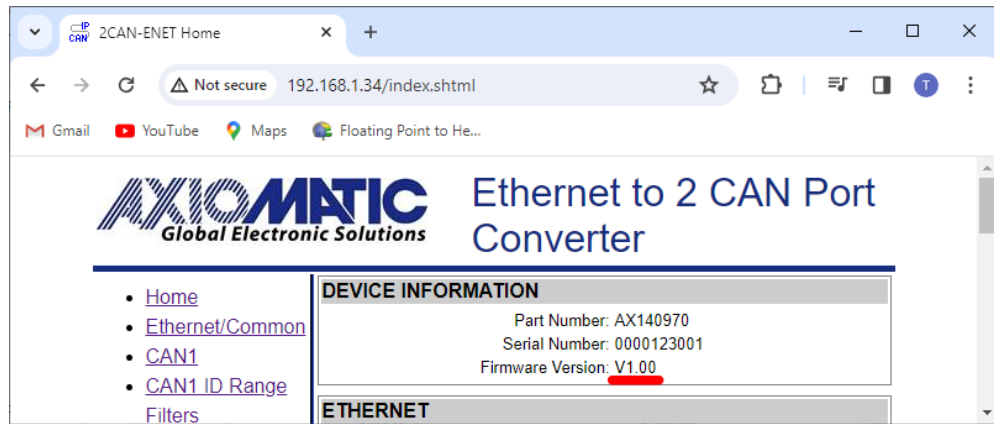 IP
CAN
2CAN-ENET Home
Not secure 192.168.1.34/index.shtml
T
Gmail YouTube Maps Floating Point to He...
AXIOMATIC
Global Electronic Solutions
Ethernet to 2 CAN Port
Converter
Home
Ethernet/Common
CAN1
CAN1 ID Range
Filters
DEVICE INFORMATION
Part Number: AX140970
Serial Number: 0000123001
Firmware Version: V1.00
ETHERNET